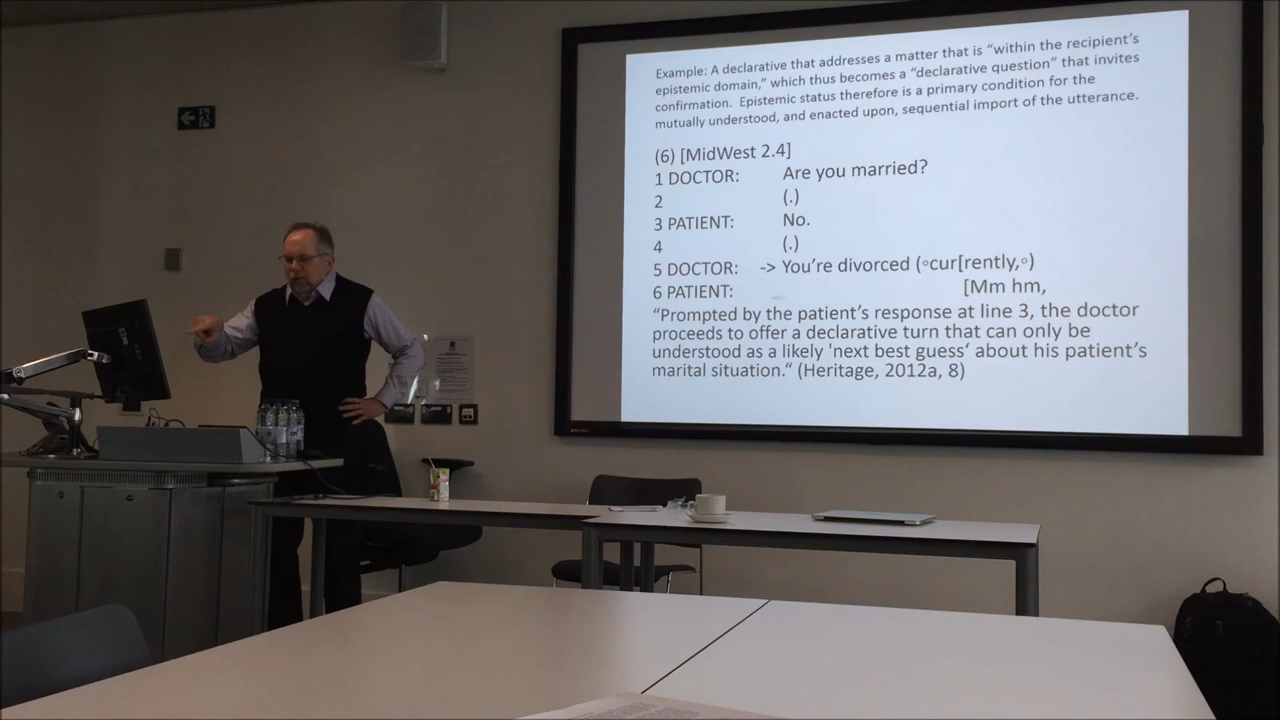 Example: A declarative that addresses a matter that is “within the recipient’s
epistemic domain,” which thus becomes a “declarative question” that invites
confirmation. Epistemic status therefore is a primary condition for the
mutually understood, and enacted upon, sequential import of the utterance.
(6) [MidWest 2.4]
1 DOCTOR: Are you married?
2 (.)
3 PATIENT: No.
4 (.)
5 DOCTOR: -> You’re divorced (◦cur[rently,◦)
6 PATIENT: [Mm hm,
“Prompted by the patient’s response at line 3, the doctor
proceeds to offer a declarative turn that can only be
understood as a likely 'next best guess‘ about his patient’s
marital situation.“ (Heritage, 2012a, 8)